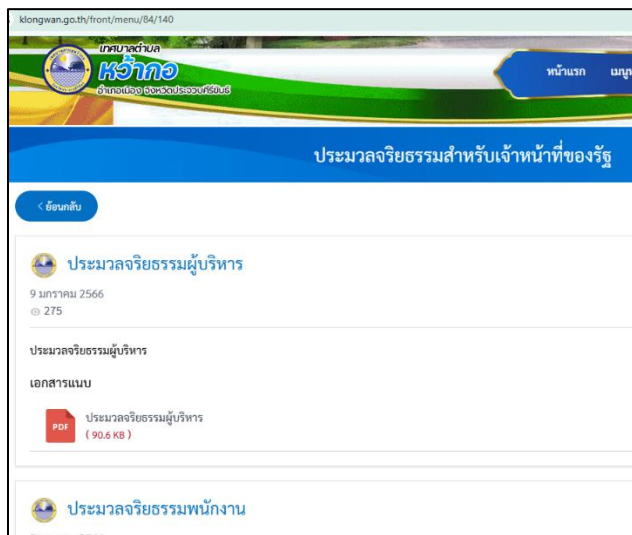 klongwan.go.th/front/menu/84/140
เทศบาลตำบล
หว้ากอ
อำเภอเมือง จังหวัดประจวบคีรีขันธ์
หน้าแรก
ประมวลจริยธรรมสำหรับเจ้าหน้าที่ของรัฐ
< ย้อนกลับ
ประมวลจริยธรรมผู้บริหาร
9 มกราคม 2566
275
ประมวลจริยธรรมผู้บริหาร
เอกสารแนบ
PDF
ประมวลจริยธรรมผู้บริหาร
( 90.6 KB )
ประมวลจริยธรรมพนักงาน